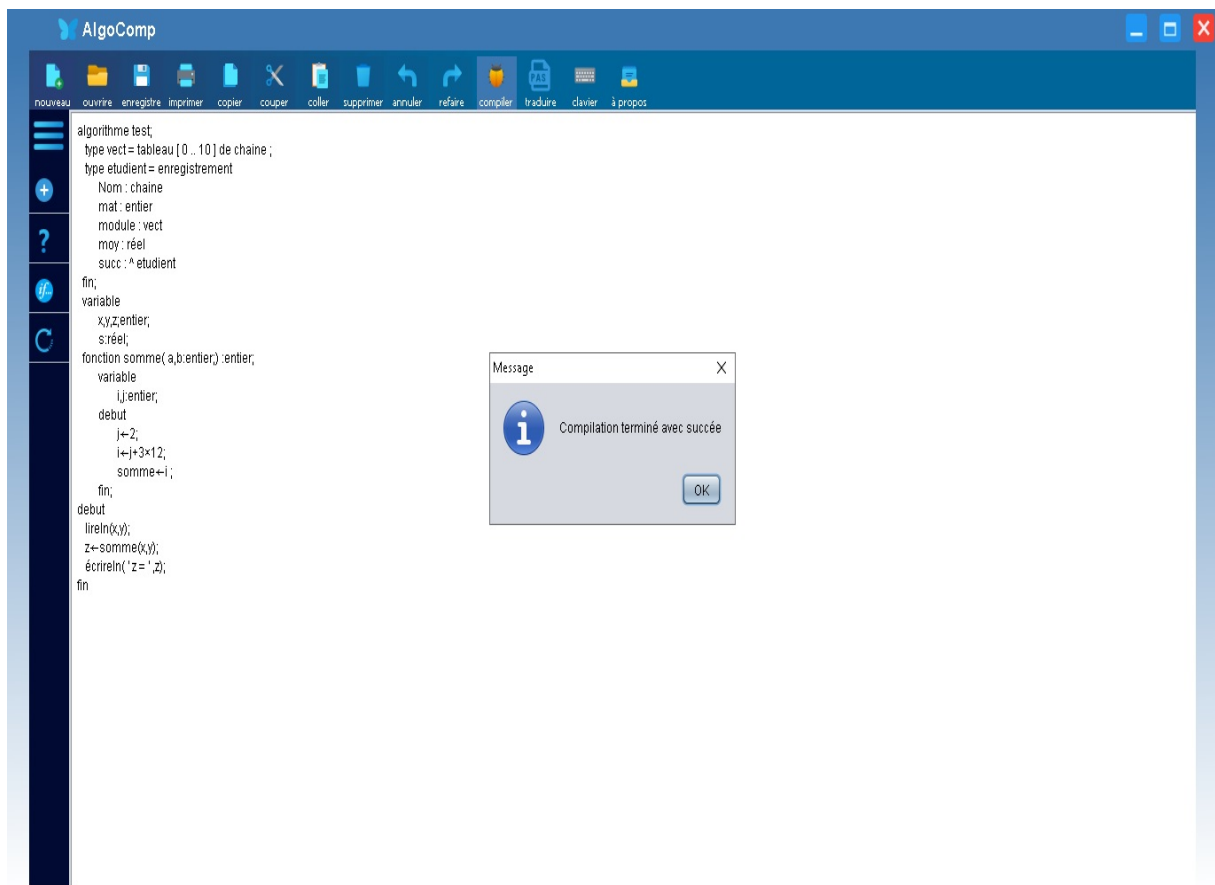 AlgoComp
nouveau ouvrire enregistre imprimer copier couper coller supprimer annuler refaire compiler traduire clavier à propos
PAS
algorithme test;
type vect = tableau [ 0 .. 10 ] de chaine ;
type etudient = enregistrement
Nom : chaine
mat : entier
module : vect
moy : réel
succ : ^ etudient
fin;
variable
x,y,z;entier;
s:réel;
fonction somme( a,b:entier;) :entier;
variable
i,j:entier;
debut
j←2;
i←j+3×12;
somme←i ;
fin;
debut
lireln(x,y);
z←somme(x,y);
écrireln( 'z = ',z);
fin
?
if...
Message X
Compilation terminé avec succée
OK